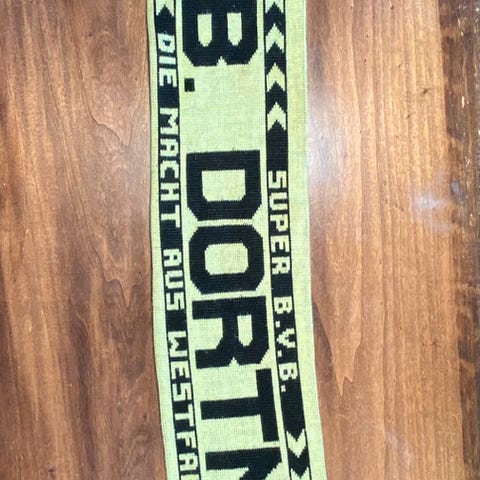 SUPER B.V.B.
B. DORTM
DIE MACHT AUS WESTFA